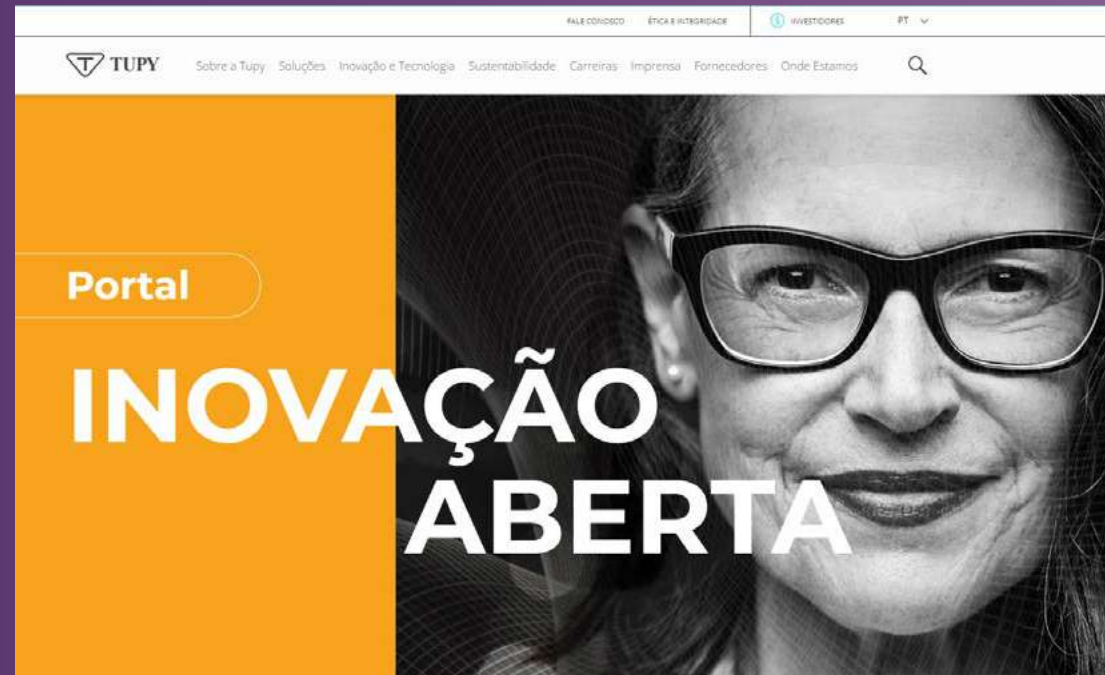 FALE CONOSCO ÉTICA E INTEGRIDADE INVESTIDORES PT
TUPY Sobre a Tupy Soluções Inovação e Tecnologia Sustentabilidade Carreiras Imprensa Fornecedores Onde Estamos
Portal
INOVAÇÃO
ABERTA